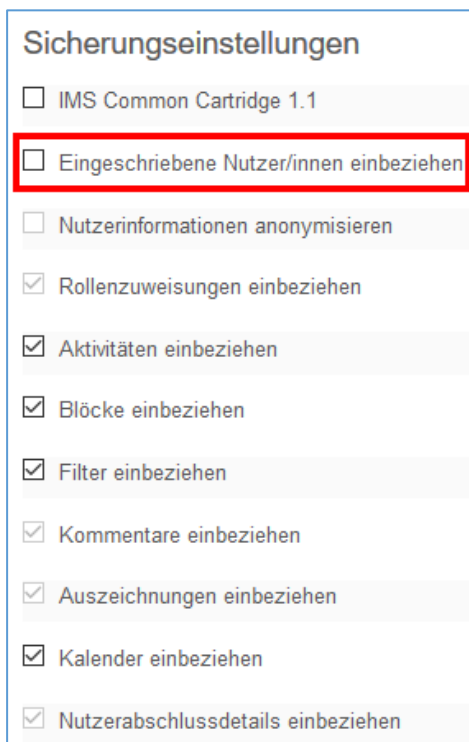 Sicherungseinstellungen
IMS Common Cartridge 1.1
Eingeschriebene Nutzer/innen einbeziehen
Nutzerinformationen anonymisieren
Rollenzuweisungen einbeziehen
Aktivitäten einbeziehen
Blöcke einbeziehen
Filter einbeziehen
Kommentare einbeziehen
Auszeichnungen einbeziehen
Kalender einbeziehen
Nutzerabschlussdetails einbeziehen